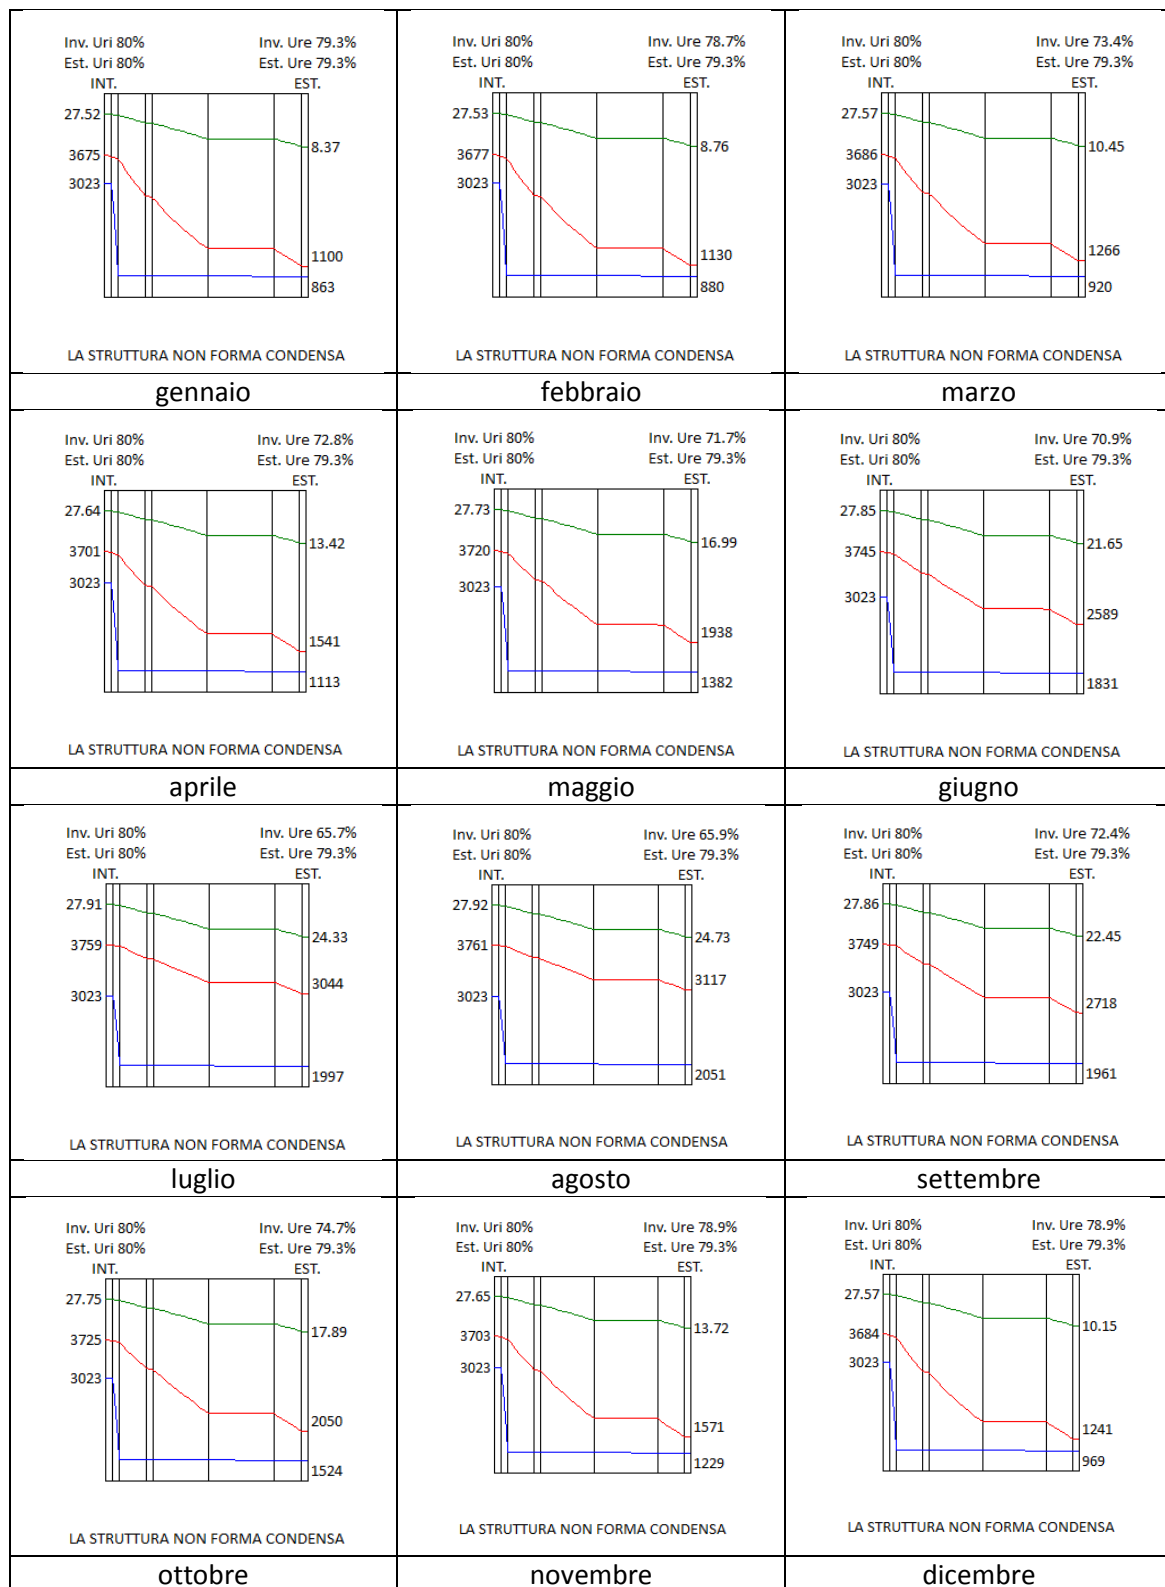 Inv. Uri 80% Inv. Ure 79.3%
Est. Uri 80% Est. Ure 79.3%
INT. EST.
27.52
8.37
3675
3023
1100
863
LA STRUTTURA NON FORMA CONDENSA
gennaio
Inv. Uri 80% Inv. Ure 78.7%
Est. Uri 80% Est. Ure 79.3%
INT. EST.
27.53
8.76
3677
3023
1130
880
LA STRUTTURA NON FORMA CONDENSA
febbraio
Inv. Uri 80% Inv. Ure 73.4%
Est. Uri 80% Est. Ure 79.3%
INT. EST.
27.57
10.45
3686
3023
1266
920
LA STRUTTURA NON FORMA CONDENSA
marzo
Inv. Uri 80% Inv. Ure 72.8%
Est. Uri 80% Est. Ure 79.3%
INT. EST.
27.64
13.42
3701
3023
1541
1113
LA STRUTTURA NON FORMA CONDENSA
aprile
Inv. Uri 80% Inv. Ure 71.7%
Est. Uri 80% Est. Ure 79.3%
INT. EST.
27.73
16.99
3720
3023
1938
1382
LA STRUTTURA NON FORMA CONDENSA
maggio
Inv. Uri 80% Inv. Ure 70.9%
Est. Uri 80% Est. Ure 79.3%
INT. EST.
27.85
21.65
3745
3023
2589
1831
LA STRUTTURA NON FORMA CONDENSA
giugno
Inv. Uri 80% Inv. Ure 65.7%
Est. Uri 80% Est. Ure 79.3%
INT. EST.
27.91
24.33
3759
3044
3023
1997
LA STRUTTURA NON FORMA CONDENSA
luglio
Inv. Uri 80% Inv. Ure 65.9%
Est. Uri 80% Est. Ure 79.3%
INT. EST.
27.92
24.73
3761
3117
3023
2051
LA STRUTTURA NON FORMA CONDENSA
agosto
Inv. Uri 80% Inv. Ure 72.4%
Est. Uri 80% Est. Ure 79.3%
INT. EST.
27.86
22.45
3749
3023
2718
1961
LA STRUTTURA NON FORMA CONDENSA
settembre
Inv. Uri 80% Inv. Ure 74.7%
Est. Uri 80% Est. Ure 79.3%
INT. EST.
27.75
17.89
3725
3023
2050
1524
LA STRUTTURA NON FORMA CONDENSA
ottobre
Inv. Uri 80% Inv. Ure 78.9%
Est. Uri 80% Est. Ure 79.3%
INT. EST.
27.65
13.72
3703
3023
1571
1229
LA STRUTTURA NON FORMA CONDENSA
novembre
Inv. Uri 80% Inv. Ure 78.9%
Est. Uri 80% Est. Ure 79.3%
INT. EST.
27.57
10.15
3684
3023
1241
969
LA STRUTTURA NON FORMA CONDENSA
dicembre